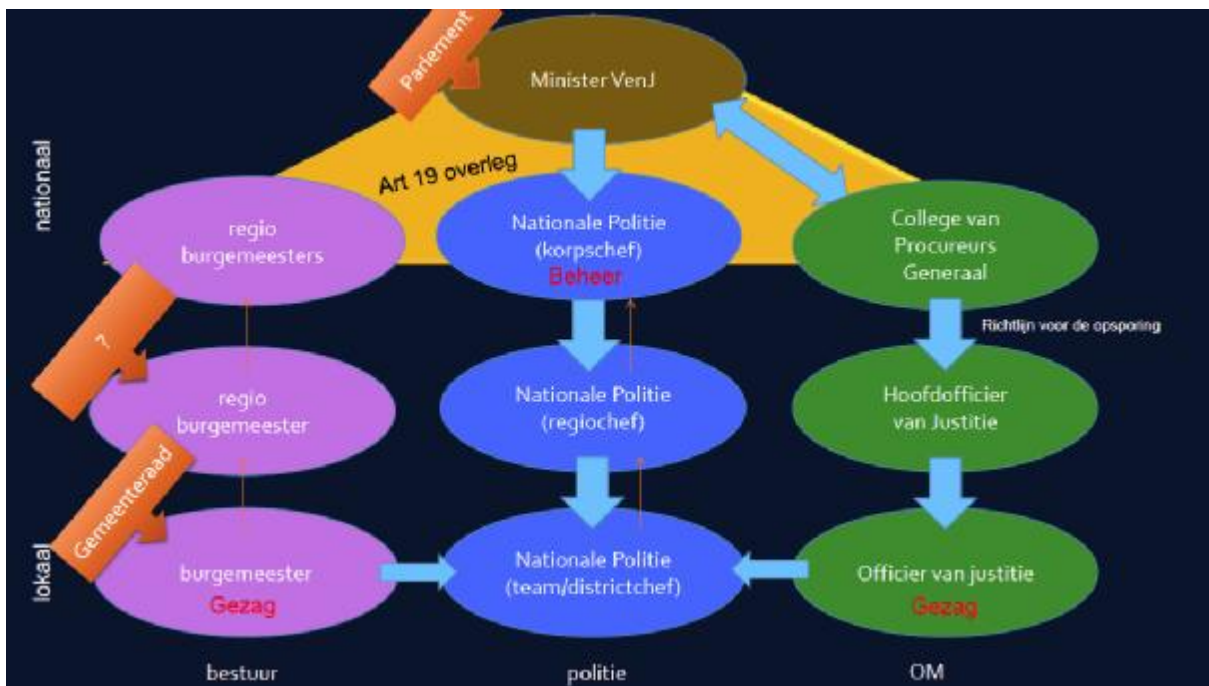 Parlement
Minister VenJ
Art 19 overleg
nationaal
regio
burgemeesters
Nationale Politie
(korpschef)
Beheer
College van
Procureurs
Generaal
Richtlijn voor de opsporing
?
regio
burgemeester
Nationale Politie
(regiochef)
Hoofdofficier
van Justitie
Gemeenteraad
lokaal
burgemeester
Gezag
Nationale Politie
(team/districtchef)
Officier van justitie
Gezag
bestuur
politie
OM